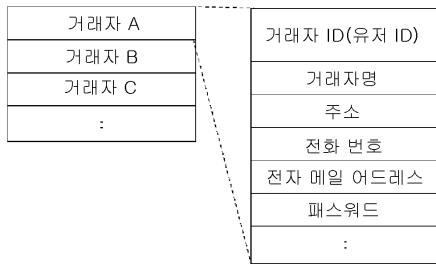 거래자 A
거래자 B
거래자 C
:
거래자 ID(유저 ID)
거래자명
주소
전화 번호
전자 메일 어드레스
패스워드
: